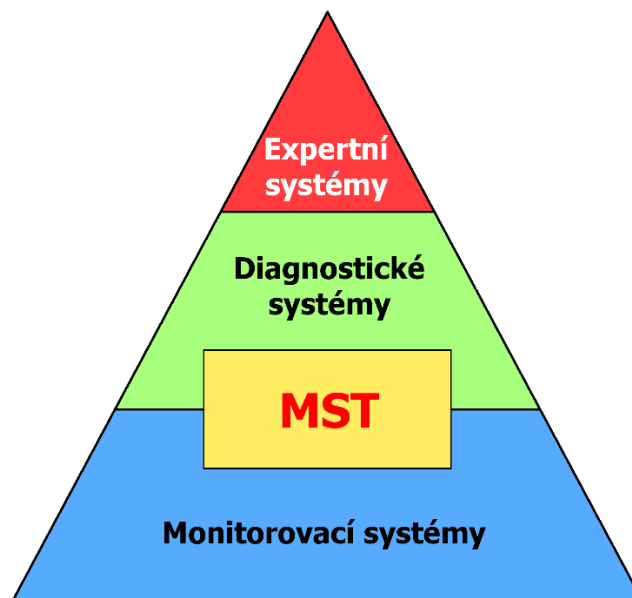 Expertní
systémy
Diagnostické
systémy
MST
Monitorovací systémy